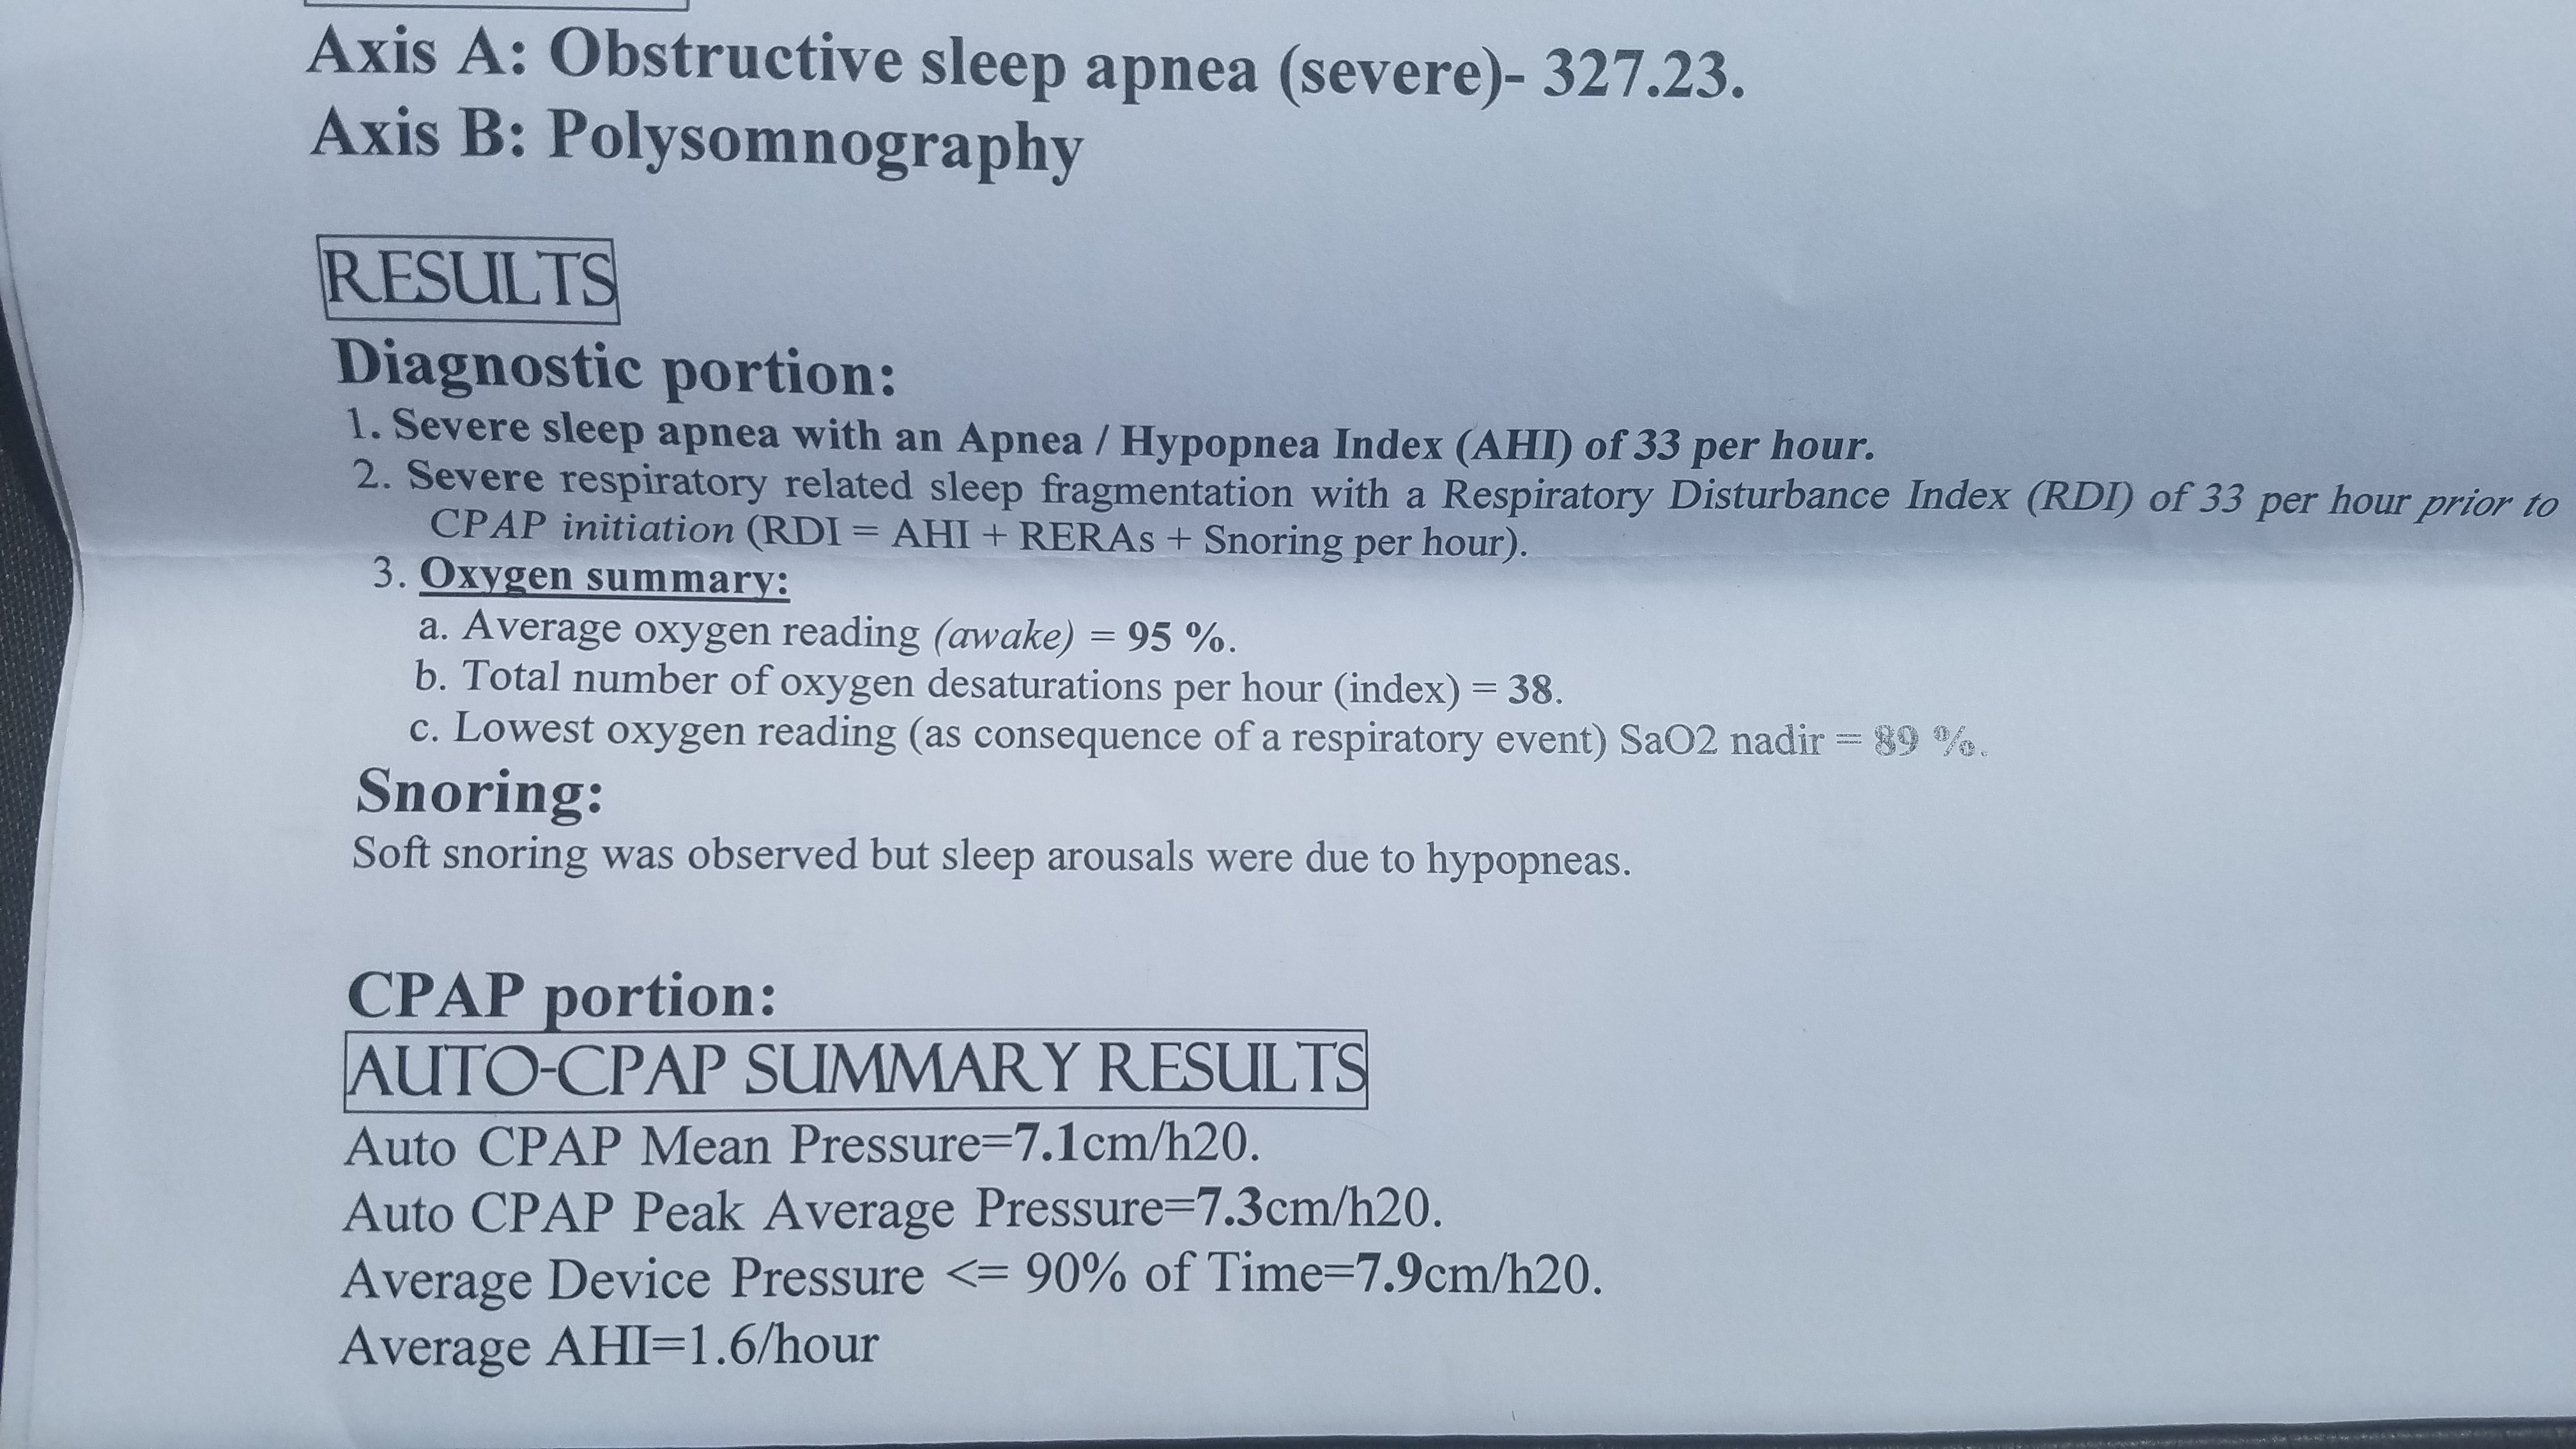 Axis A: Obstructive sleep apnea (severe)- 327.23.
Axis B: Polysomnography
RESULTS
Diagnostic portion:
1. Severe sleep apnea with an Apnea / Hypopnea Index (AHI) of 33 per hour.
2. Severe respiratory related sleep fragmentation with a Respiratory Disturbance Index (RDI) of 33 per hour prior to
CPAP initiation (RDI = AHI + RERAs + Snoring per hour).
3. Oxygen summary:
a. Average oxygen reading (awake) = 95 %.
b. Total number of oxygen desaturations per hour (index) = 38.
c. Lowest oxygen reading (as consequence of a respiratory event) SaO2 nadir = 89 %.
Snoring:
Soft snoring was observed but sleep arousals were due to hypopneas.
CPAP portion:
AUTO-CPAP SUMMARY RESULTS
Auto CPAP Mean Pressure=7.1cm/h20.
Auto CPAP Peak Average Pressure=7.3cm/h20.
Average Device Pressure <= 90% of Time=7.9cm/h20.
Average AHI=1.6/hour